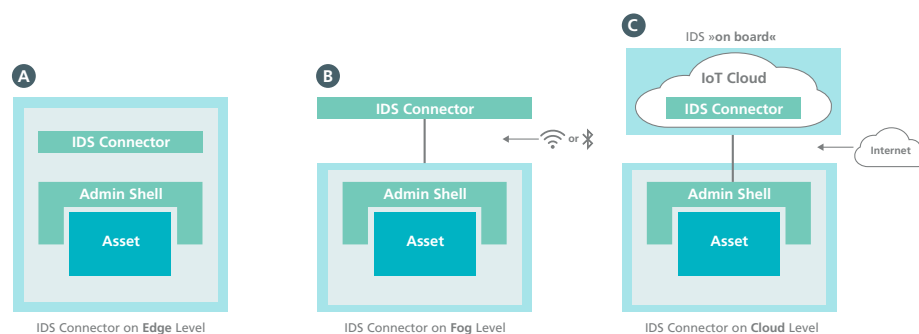 A
IDS Connector
Admin Shell
Asset
IDS Connector on Edge Level
B
IDS Connector
or
Admin Shell
Asset
IDS Connector on Fog Level
C
IDS »on board«
IoT Cloud
IDS Connector
Internet
Admin Shell
Asset
IDS Connector on Cloud Level